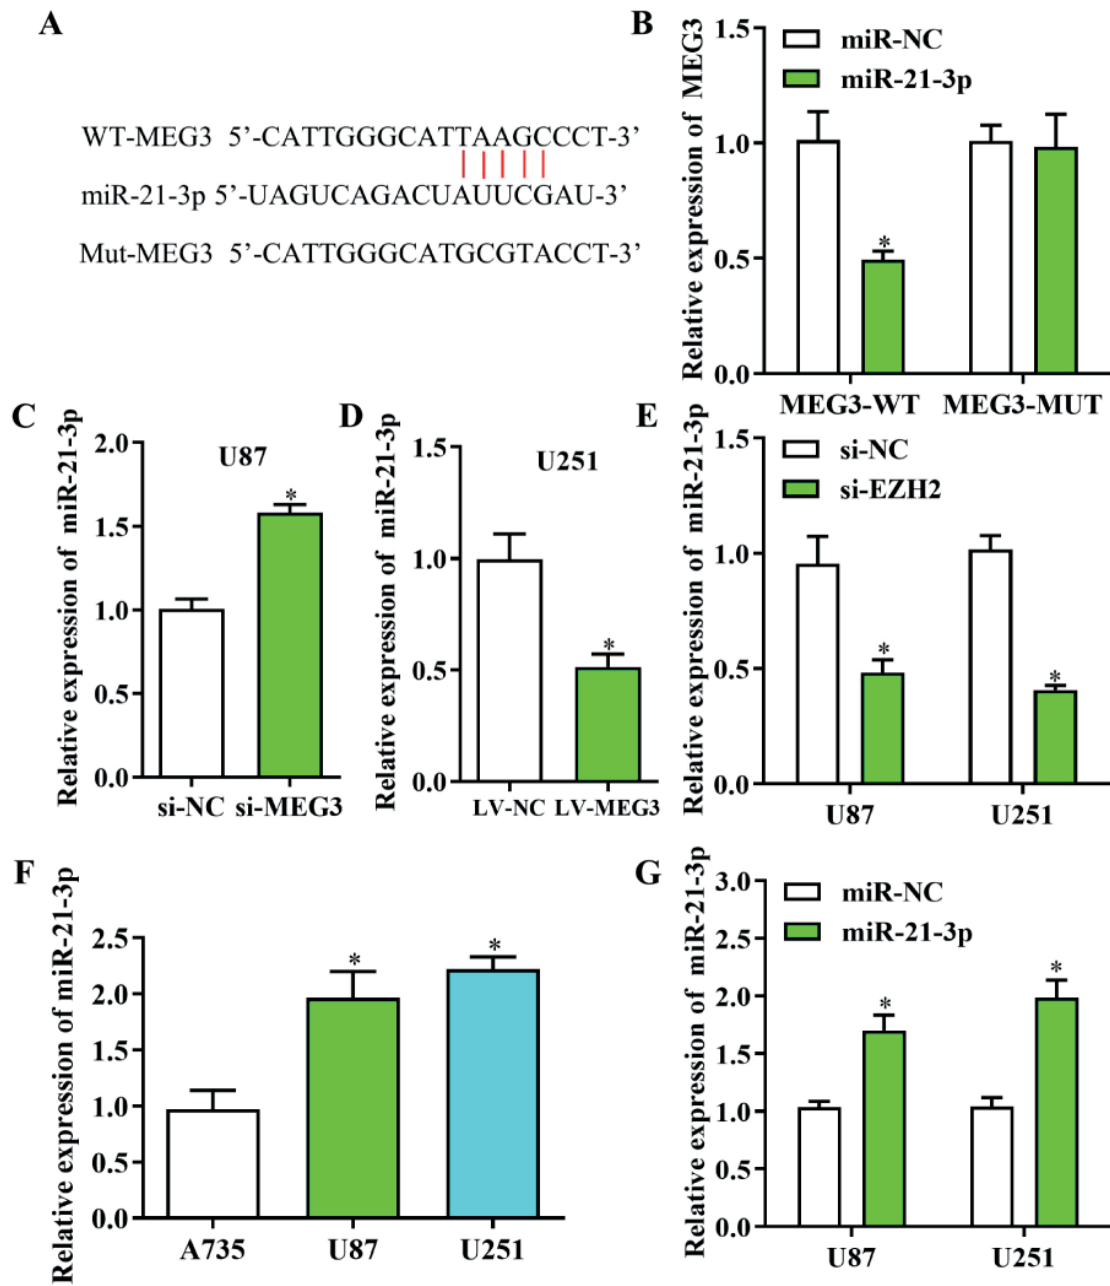 A
WT-MEG3 5’-CATTGGGCATTAAGCCCT-3’
miR-21-3p 5’-UAGUCAGACUAUUCGAU-3’
Mut-MEG3 5’-CATTGGGCATGCGTACCT-3’
B
Relative expression of MEG3
1.5
1.0
0.5
0.0
miR-NC
miR-21-3p
*
MEG3-WT MEG3-MUT
C
Relative expression of miR-21-3p
2.0
1.5
1.0
0.5
0.0
U87
*
si-NC si-MEG3
D
Relative expression of miR-21-3p
1.5
1.0
0.5
0.0
U251
*
LV-NC LV-MEG3
E
Relative expression of miR-21-3p
1.5
1.0
0.5
0.0
si-NC
si-EZH2
* *
U87 U251
F
Relative expression of miR-21-3p
2.5
2.0
1.5
1.0
0.5
0.0
* *
A735 U87 U251
G
Relative expression of miR-21-3p
3.0
2.5
2.0
1.5
1.0
0.5
0.0
miR-NC
miR-21-3p
* *
U87 U251